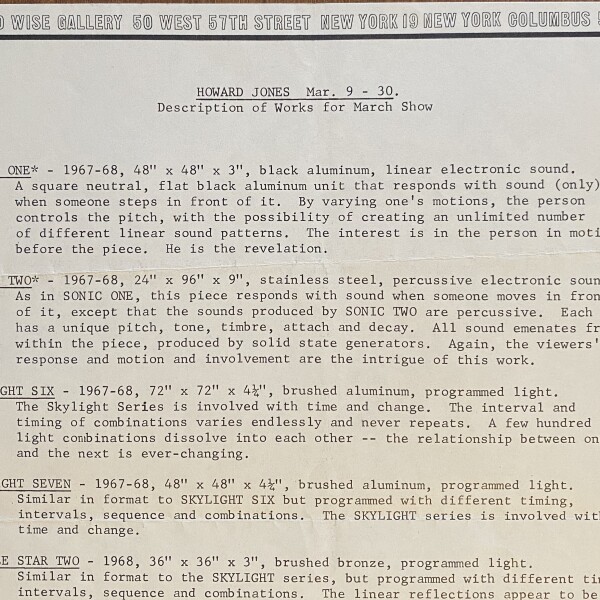 WISE GALLERY 50 WEST 57TH STREET NEW YORK 19 NEW YORK COLUMBUS
HOWARD JONES Mar. 9 - 30.
Description of Works for March Show
ONE* - 1967-68, 48" x 48" x 3", black aluminum, linear electronic sound.
A square neutral, flat black aluminum unit that responds with sound (only)
when someone steps in front of it. By varying one's motions, the person
controls the pitch, with the possibility of creating an unlimited number
of different linear sound patterns. The interest is in the person in moti
before the piece. He is the revelation.
TWO* - 1967-68, 24" x 96" x 9", stainless steel, percussive electronic soun
As in SONIC ONE, this piece responds with sound when someone moves in fron
of it, except that the sounds produced by SONIC TWO are percussive. Each
has a unique pitch, tone, timbre, attach and decay. All sound emenates fr
within the piece, produced by solid state generators. Again, the viewers'
response and motion and involvement are the intrigue of this work.
GHT SIX - 1967-68, 72" x 72" x 4½", brushed aluminum, programmed light.
The Skylight Series is involved with time and change. The interval and
timing of combinations varies endlessly and never repeats. A few hundred
light combinations dissolve into each other -- the relationship between on
and the next is ever-changing.
GHT SEVEN - 1967-68, 48" x 48" x 4½", brushed aluminum, programmed light.
Similar in format to SKYLIGHT SIX but programmed with different timing,
intervals, sequence and combinations. The SKYLIGHT series is involved wit
time and change.
E STAR TWO - 1968, 36" x 36" x 3", brushed bronze, programmed light.
Similar in format to the SKYLIGHT series, but programmed with different ti
intervals, sequence and combinations. The linear reflections appear to be